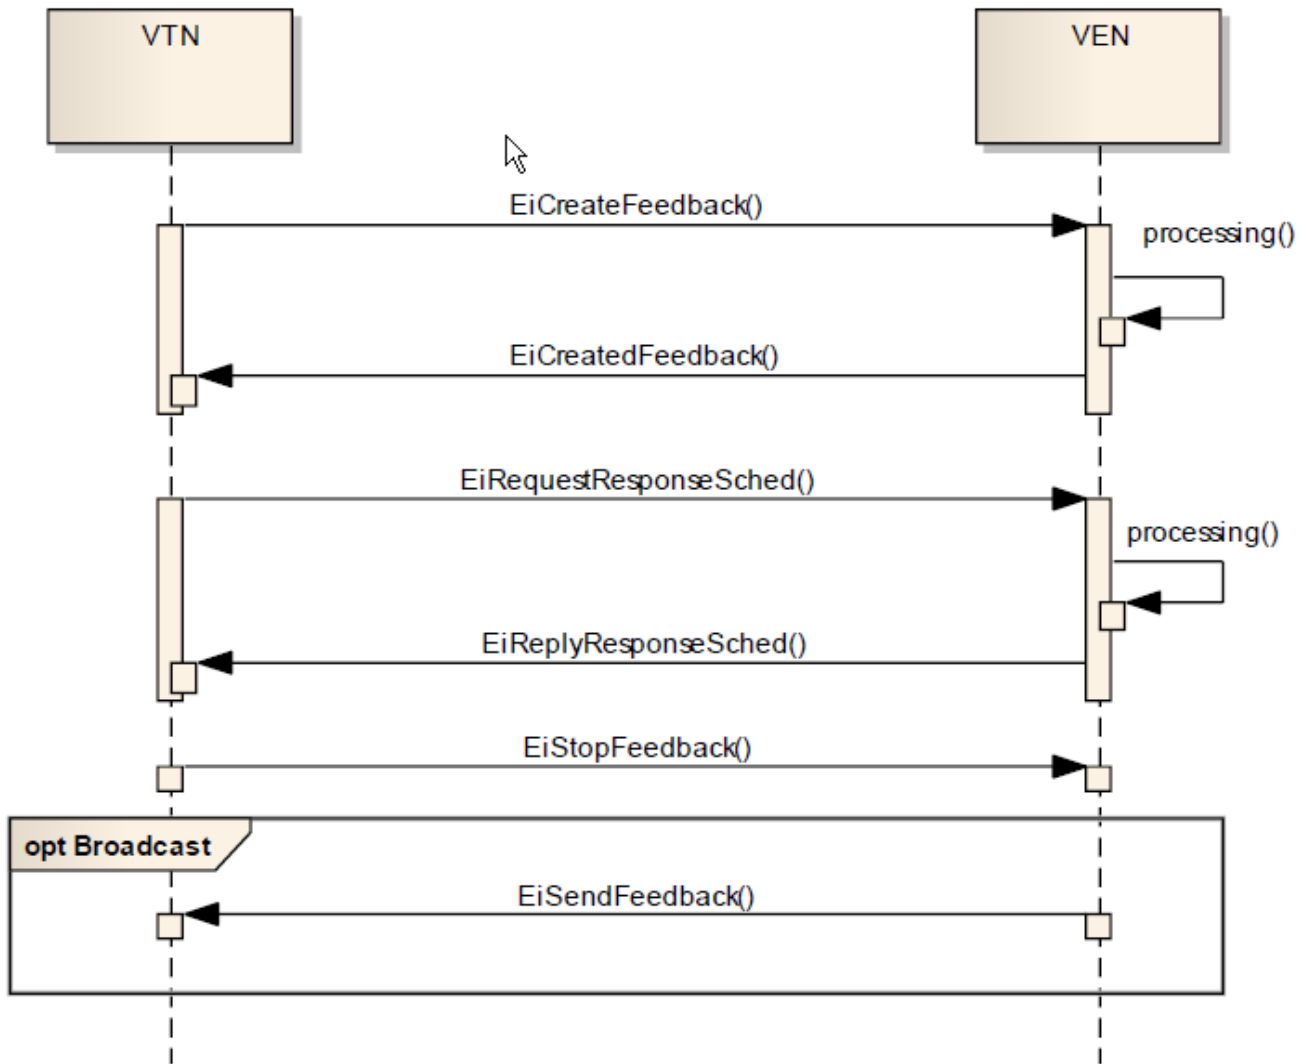 VTN
VEN
EiCreateFeedback()
processing()
EiCreatedFeedback()
EiRequestResponseSched()
processing()
EiReplyResponseSched()
EiStopFeedback()
opt Broadcast
EiSendFeedback()